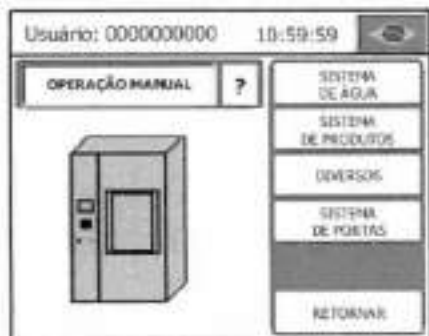 Usuário: 0000000000 10:59:59
OPERAÇÃO MANUAL ?
SISTEMA
DE ÁGUA
SISTEMA
DE PRODUTOS
DIVERSOS
SISTEMA
DE PORTAS
RETORNAR